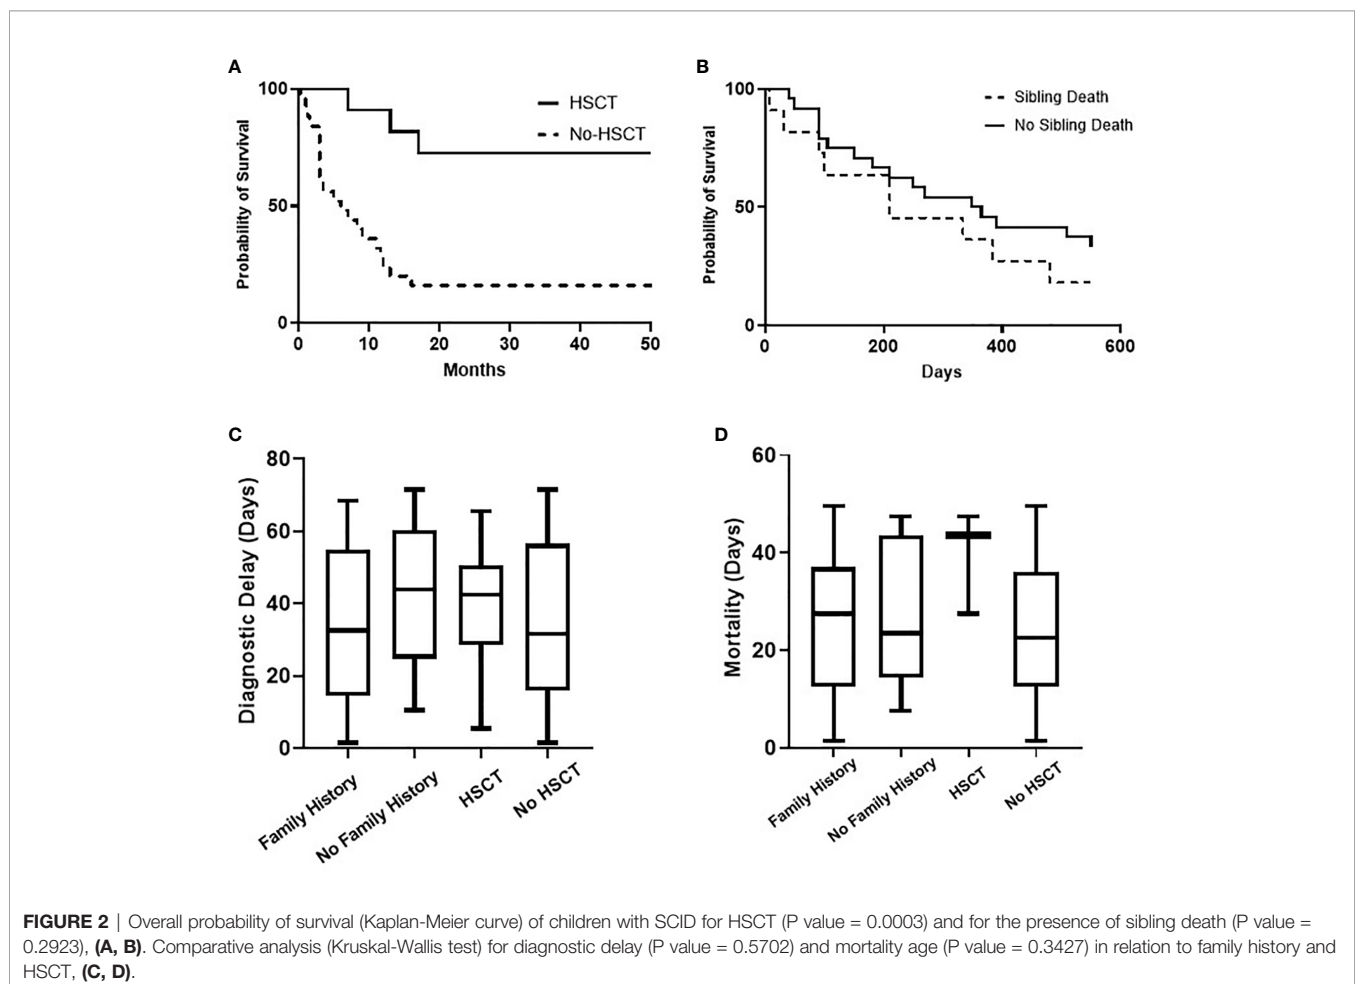 A
100
50
0
Probability of Survival
HSCT
No-HSCT
0 10 20 30 40 50
Months
B
100
50
0
Probability of Survival
Sibling Death
No Sibling Death
0 200 400 600
Days
C
80
60
40
20
0
Diagnostic Delay (Days)
Family History
No Family History
HSCT
No HSCT
D
60
40
20
0
Mortality (Days)
Family History
No Family History
HSCT
No HSCT
FIGURE 2 | Overall probability of survival (Kaplan-Meier curve) of children with SCID for HSCT (P value = 0.0003) and for the presence of sibling death (P value =
0.2923), (A, B). Comparative analysis (Kruskal-Wallis test) for diagnostic delay (P value = 0.5702) and mortality age (P value = 0.3427) in relation to family history and
HSCT, (C, D).